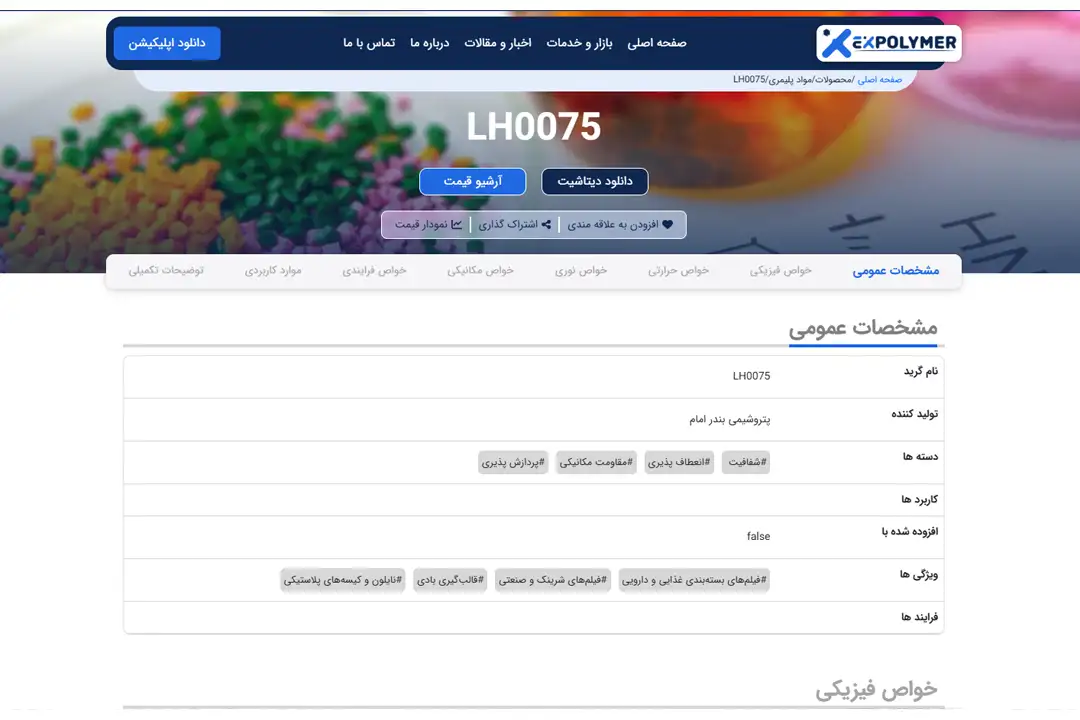 EXPOLYMER
صفحه اصلی
بازار و خدمات
اخبار و مقالات
درباره ما
تماس با ما
دانلود اپلیکیشن
صفحه اصلی /محصولات/مواد پلیمری/LH0075
LH0075
دانلود دیتاشیت
آرشیو قیمت
افزودن به علاقه مندی
اشتراک گذاری
نمودار قیمت
مشخصات عمومی
خواص فیزیکی
خواص حرارتی
خواص نوری
خواص مکانیکی
خواص فرایندی
موارد کاربردی
توضیحات تکمیلی
مشخصات عمومی
نام گرید
LH0075
تولید کننده
پتروشیمی بندر امام
دسته ها
#شفافیت
#انعطاف پذیری
#مقاومت مکانیکی
#پردازش پذیری
کاربرد ها
افزوده شده با
false
ویژگی ها
#فیلم‌های بسته‌بندی غذایی و دارویی
#فیلم‌های شرینک و صنعتی
#قالب‌گیری بادی
#نایلون و کیسه‌های پلاستیکی
فرایند ها
خواص فیزیکی